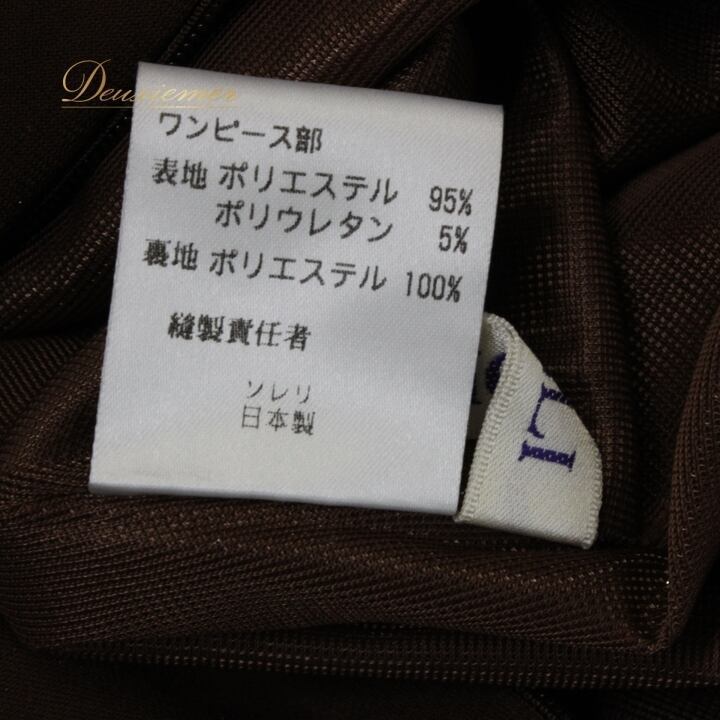 Deuxiemer
ワンピース部
表地 ポリエステル 95%
ポリウレタン 5%
裏地 ポリエステル 100%
縫製責任者
ソレリ
日本製